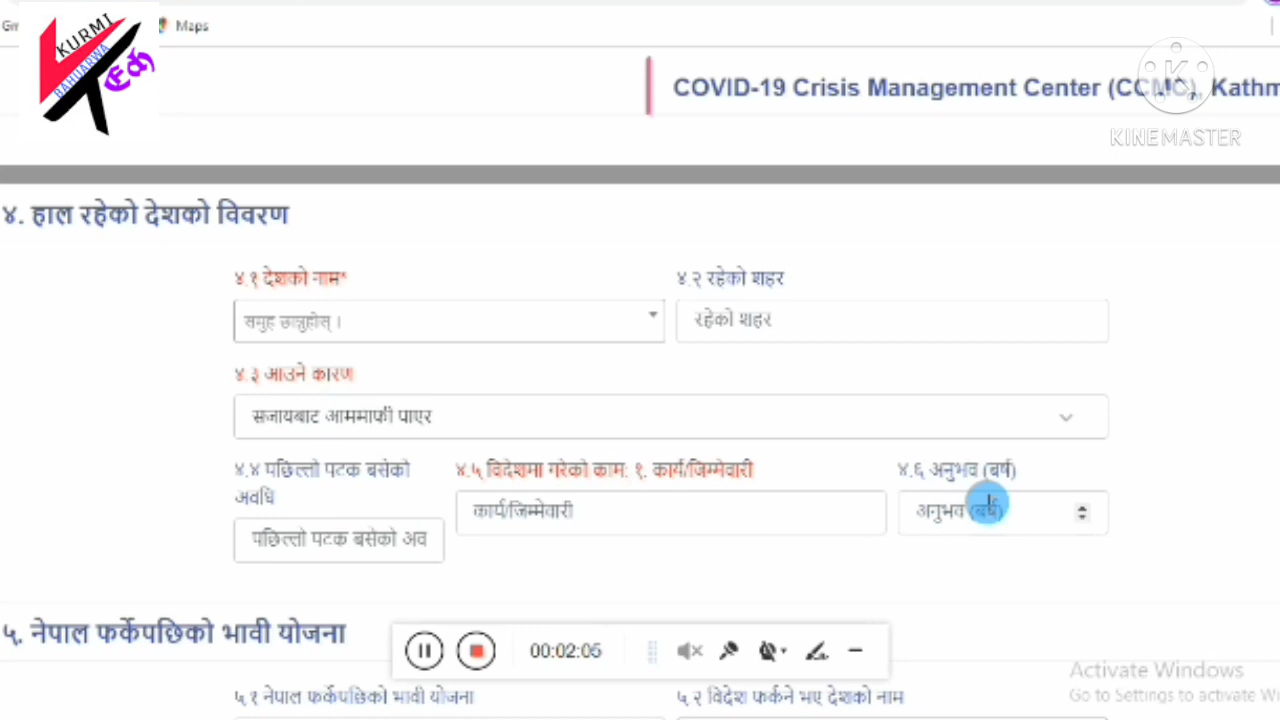 KURMI
BAHUARWA
टेक
Maps
COVID-19 Crisis Management Center (CCMC), Kathm
KINEMASTER
४. हाल रहेको देशको विवरण
४.१ देशको नाम*
४.२ रहेको शहर
समुह छान्नुहोस् ।
रहेको शहर
४.३ आउने कारण
सजायबाट आममाफी पाएर
४.४ पछिल्लो पटक बसेको
अवधि
४.५ विदेशमा गरेको काम: १. कार्य/जिम्मेवारी
४.६ अनुभव (बर्ष)
पछिल्लो पटक बसेको अव
कार्य/जिम्मेवारी
अनुभव (बर्ष)
५. नेपाल फर्केपछिको भावी योजना
00:02:05
Activate Windows
Go to Settings to activate Wi
५.१ नेपाल फर्केपछिको भावी योजना
५.२ विदेश फर्कने भए देशको नाम